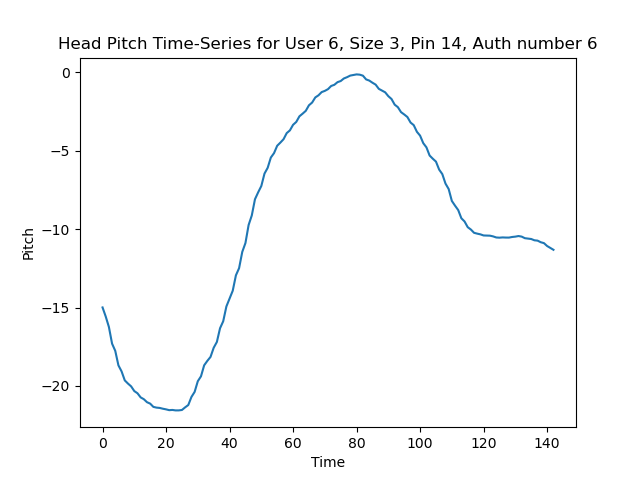 Head Pitch Time-Series for User 6, Size 3, Pin 14, Auth number 6
0
−5
−10
−15
−20
Pitch
0 20 40 60 80 100 120 140
Time